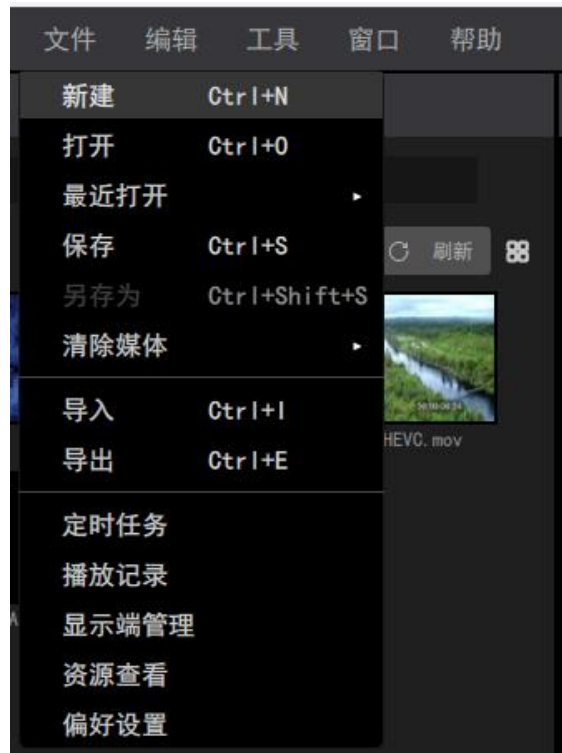 文件 编辑 工具 窗口 帮助
新建 Ctrl+N
打开 Ctrl+O
最近打开
保存 Ctrl+S
刷新
另存为 Ctrl+Shift+S
清除媒体
导入 Ctrl+I
HEVC.mov
导出 Ctrl+E
定时任务
播放记录
显示端管理
资源查看
偏好设置